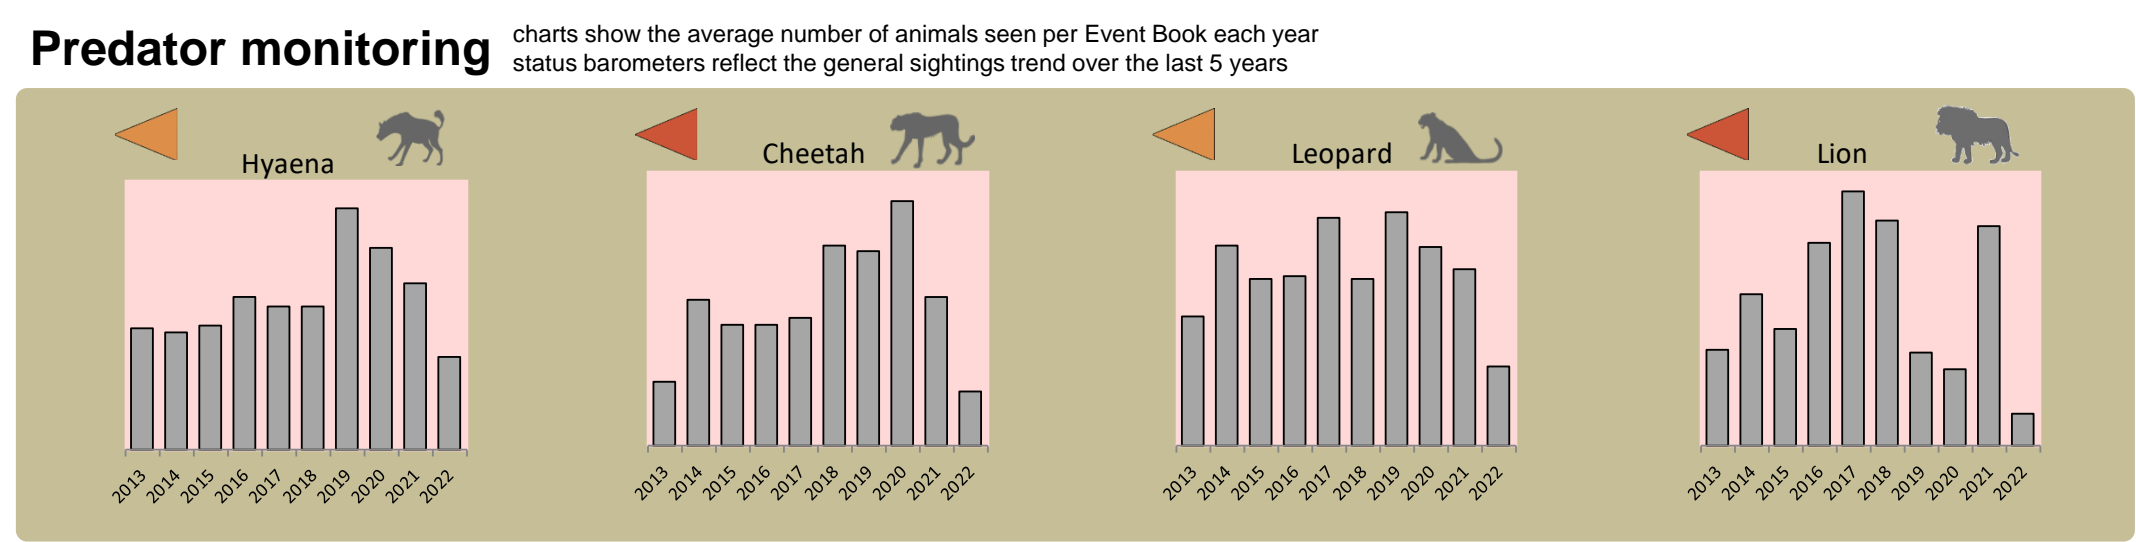 Predator monitoring
charts show the average number of animals seen per Event Book each year
status barometers reflect the general sightings trend over the last 5 years
Hyaena
2013 2014 2015 2016 2017 2018 2019 2020 2021 2022
Cheetah
2013 2014 2015 2016 2017 2018 2019 2020 2021 2022
Leopard
2013 2014 2015 2016 2017 2018 2019 2020 2021 2022
Lion
2013 2014 2015 2016 2017 2018 2019 2020 2021 2022